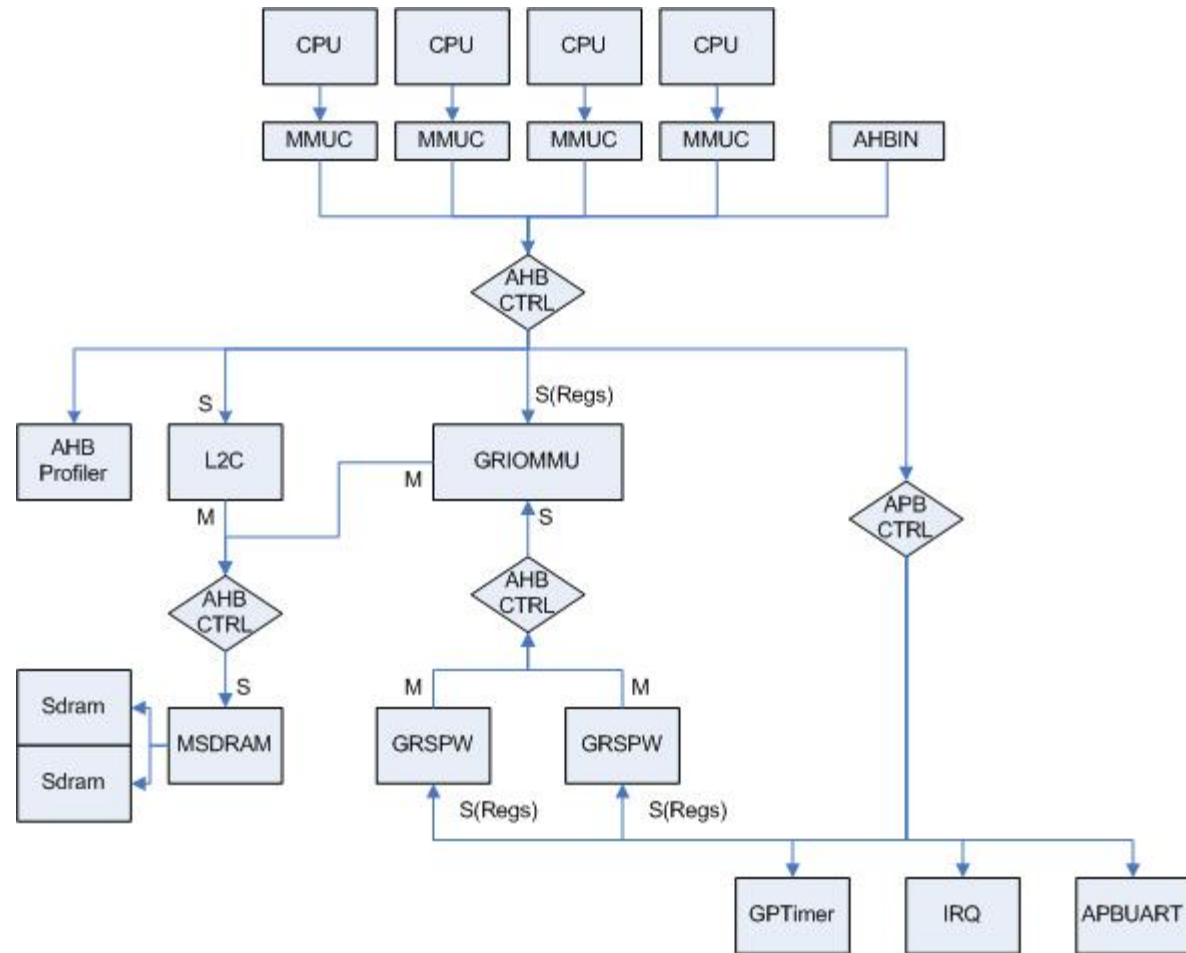 CPU
CPU
CPU
CPU
MMUC
MMUC
MMUC
MMUC
AHBIN
AHB
CTRL
S
S(Regs)
AHB
Profiler
L2C
GRIOMMU
M
M
S
APB
CTRL
AHB
CTRL
AHB
CTRL
S
M
M
Sdram
Sdram
MSDRAM
GRSPW
GRSPW
S(Regs)
S(Regs)
GPTimer
IRQ
APBUART